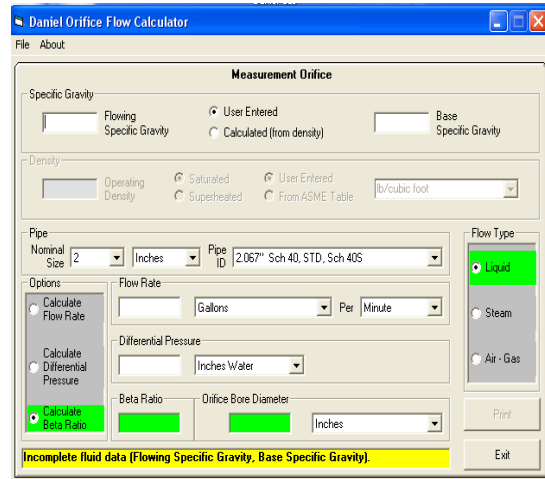 Daniel Orifice Flow Calculator
File About
Measurement Orifice
Specific Gravity
Flowing
Specific Gravity
User Entered
Calculated (from density)
Base
Specific Gravity
Density
Operating
Density
Saturated
Superheated
User Entered
From ASME Table
lb/cubic foot
Pipe
Nominal
Size
2
Inches
Pipe
ID
2.067" Sch 40, STD, Sch 40S
Flow Type
Liquid
Steam
Air - Gas
Options
Calculate
Flow Rate
Calculate
Differential
Pressure
Calculate
Beta Ratio
Flow Rate
Gallons
Per
Minute
Differential Pressure
Inches Water
Beta Ratio
Orifice Bore Diameter
Inches
Print
Exit
Incomplete fluid data (Flowing Specific Gravity, Base Specific Gravity).